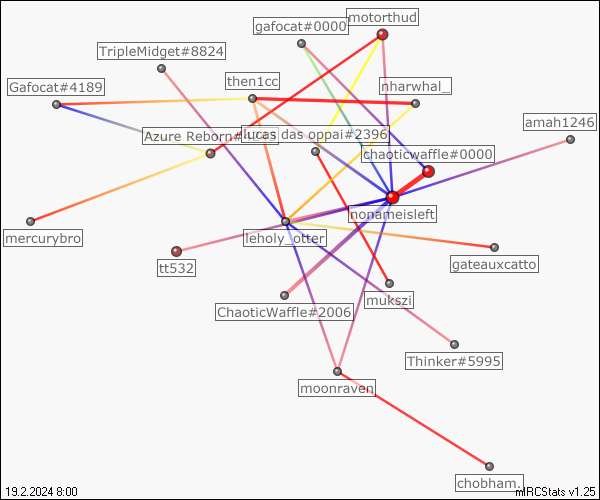 motorthud
gafocat#0000
TripleMidget#8824
then1cc
nharwhal_
Gafocat#4189
amah1246
Azure Reborn
lucas das oppai#2396
chaoticwaffle#0000
nonameisleft
mercurybro
leholy_otter
tt532
gateauxcatto
mukszi
ChaoticWaffle#2006
Thinker#5995
moonraven
chobham.
19.2.2024 8:00
mIRCStats v1.25